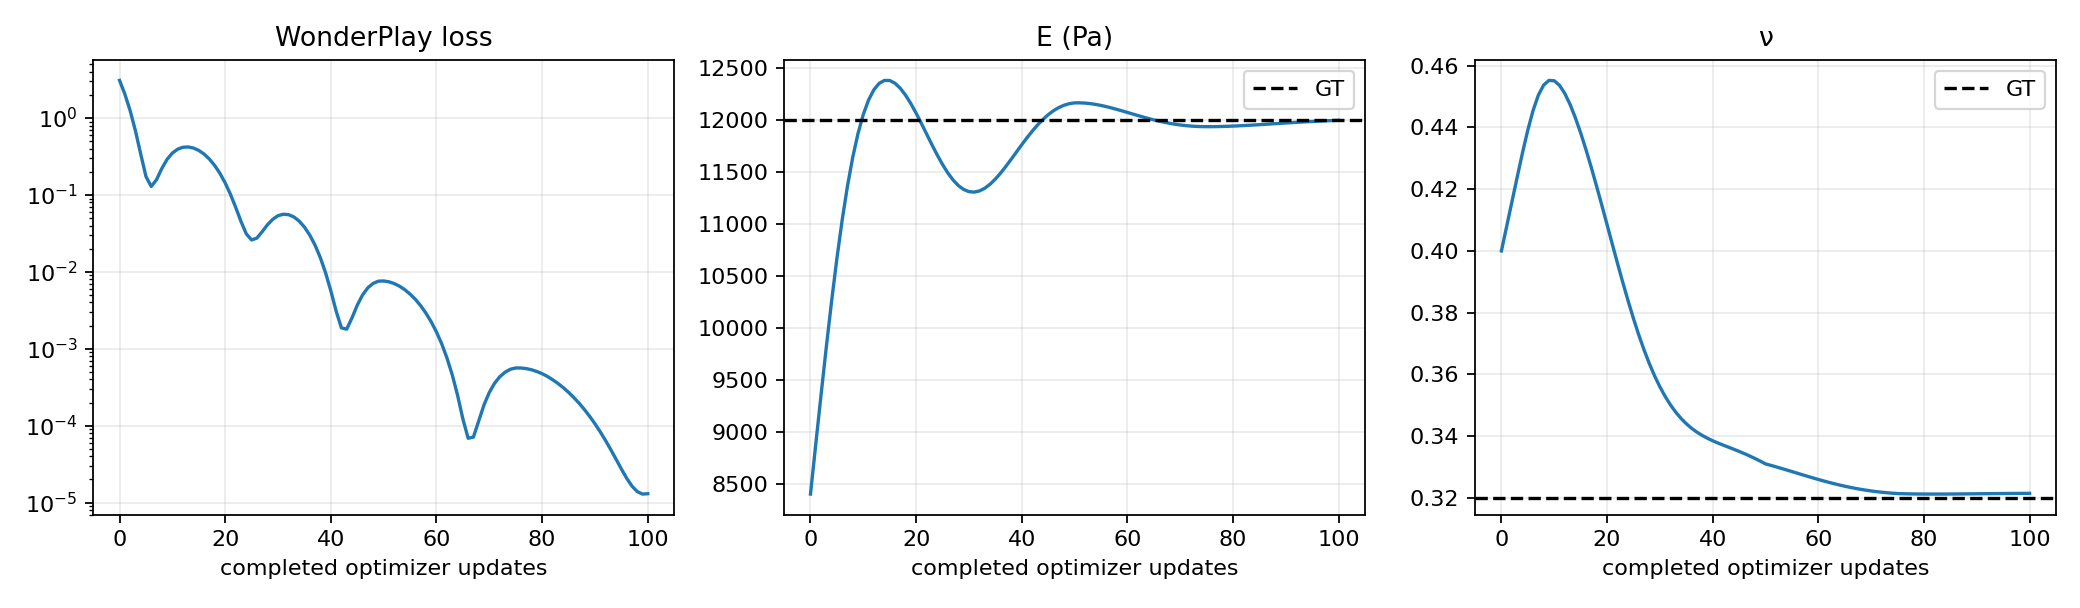 WonderPlay loss
10⁰
10⁻¹
10⁻²
10⁻³
10⁻⁴
10⁻⁵
0 20 40 60 80 100
completed optimizer updates
E (Pa)
GT
12500
12000
11500
11000
10500
10000
9500
9000
8500
0 20 40 60 80 100
completed optimizer updates
ν
GT
0.46
0.44
0.42
0.40
0.38
0.36
0.34
0.32
0 20 40 60 80 100
completed optimizer updates